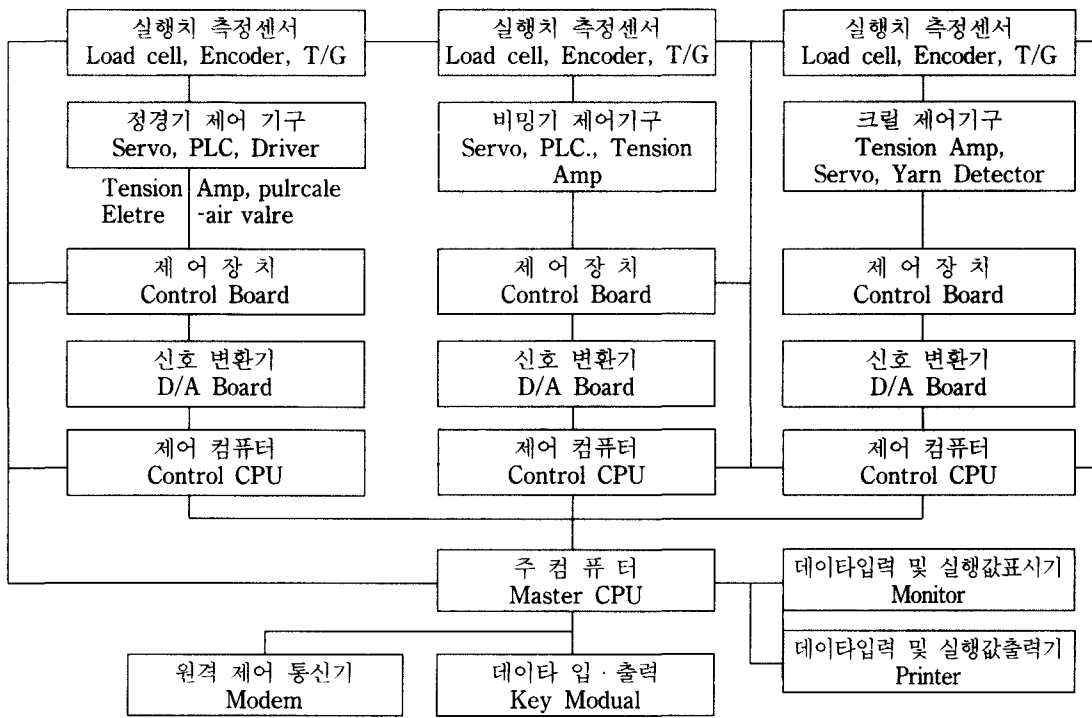 실행치 측정센서
Load cell, Encoder, T/G
실행치 측정센서
Load cell, Encoder, T/G
실행치 측정센서
Load cell, Encoder, T/G
정경기 제어 기구
Servo, PLC, Driver
비밍기 제어기구
Servo, PLC., Tension
Amp
크릴 제어기구
Tension Amp,
Servo, Yarn Detector
Tension Amp, pulrcale
Eletre -air valre
제 어 장 치
Control Board
제 어 장 치
Control Board
제 어 장 치
Control Board
신호 변환기
D/A Board
신호 변환기
D/A Board
신호 변환기
D/A Board
제어 컴퓨터
Control CPU
제어 컴퓨터
Control CPU
제어 컴퓨터
Control CPU
주 컴 퓨 터
Master CPU
데이타입력 및 실행값표시기
Monitor
원격 제어 통신기
Modem
데이타 입 · 출력
Key Modual
데이타입력 및 실행값출력기
Printer